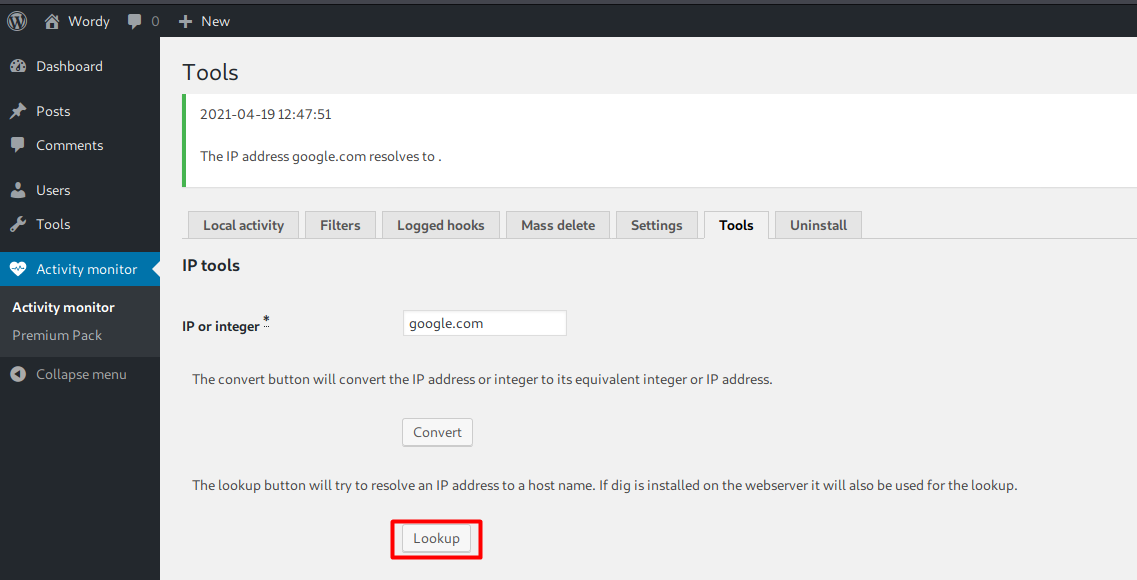 Wordy 0 New
Dashboard
Posts
Comments
Users
Tools
Activity monitor
Activity monitor
Premium Pack
Collapse menu
Tools
2021-04-19 12:47:51
The IP address google.com resolves to .
Local activity Filters Logged hooks Mass delete Settings Tools Uninstall
IP tools
IP or integer * google.com
The convert button will convert the IP address or integer to its equivalent integer or IP address.
Convert
The lookup button will try to resolve an IP address to a host name. If dig is installed on the webserver it will also be used for the lookup.
Lookup